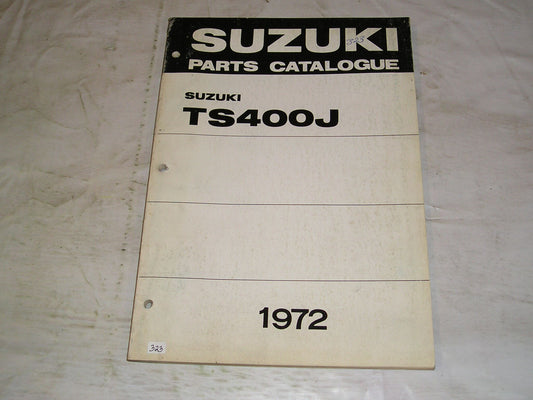 SUZUKI
PARTS CATALOGUE
SUZUKI
TS400J
1972
323